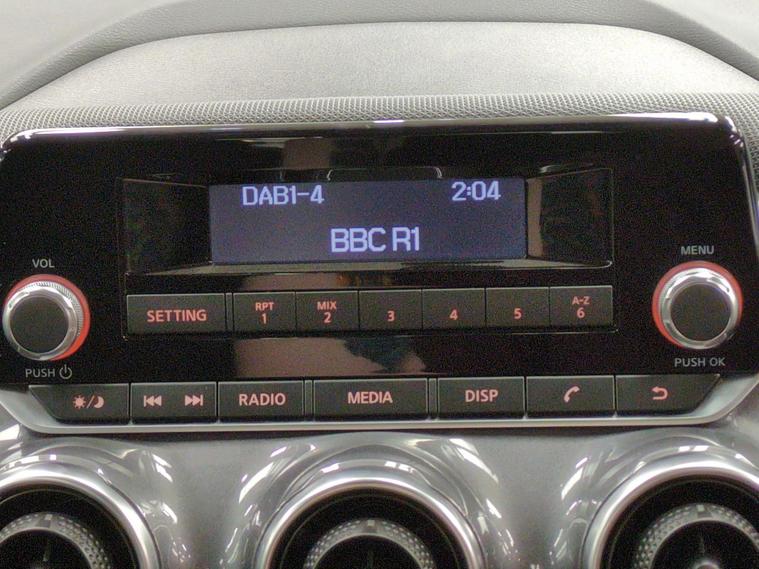 DAB1-4 2:04
BBC R1
VOL
MENU
SETTING
RPT
1
MIX
2
3
4
5
A-Z
6
PUSH
PUSH OK
RADIO
MEDIA
DISP